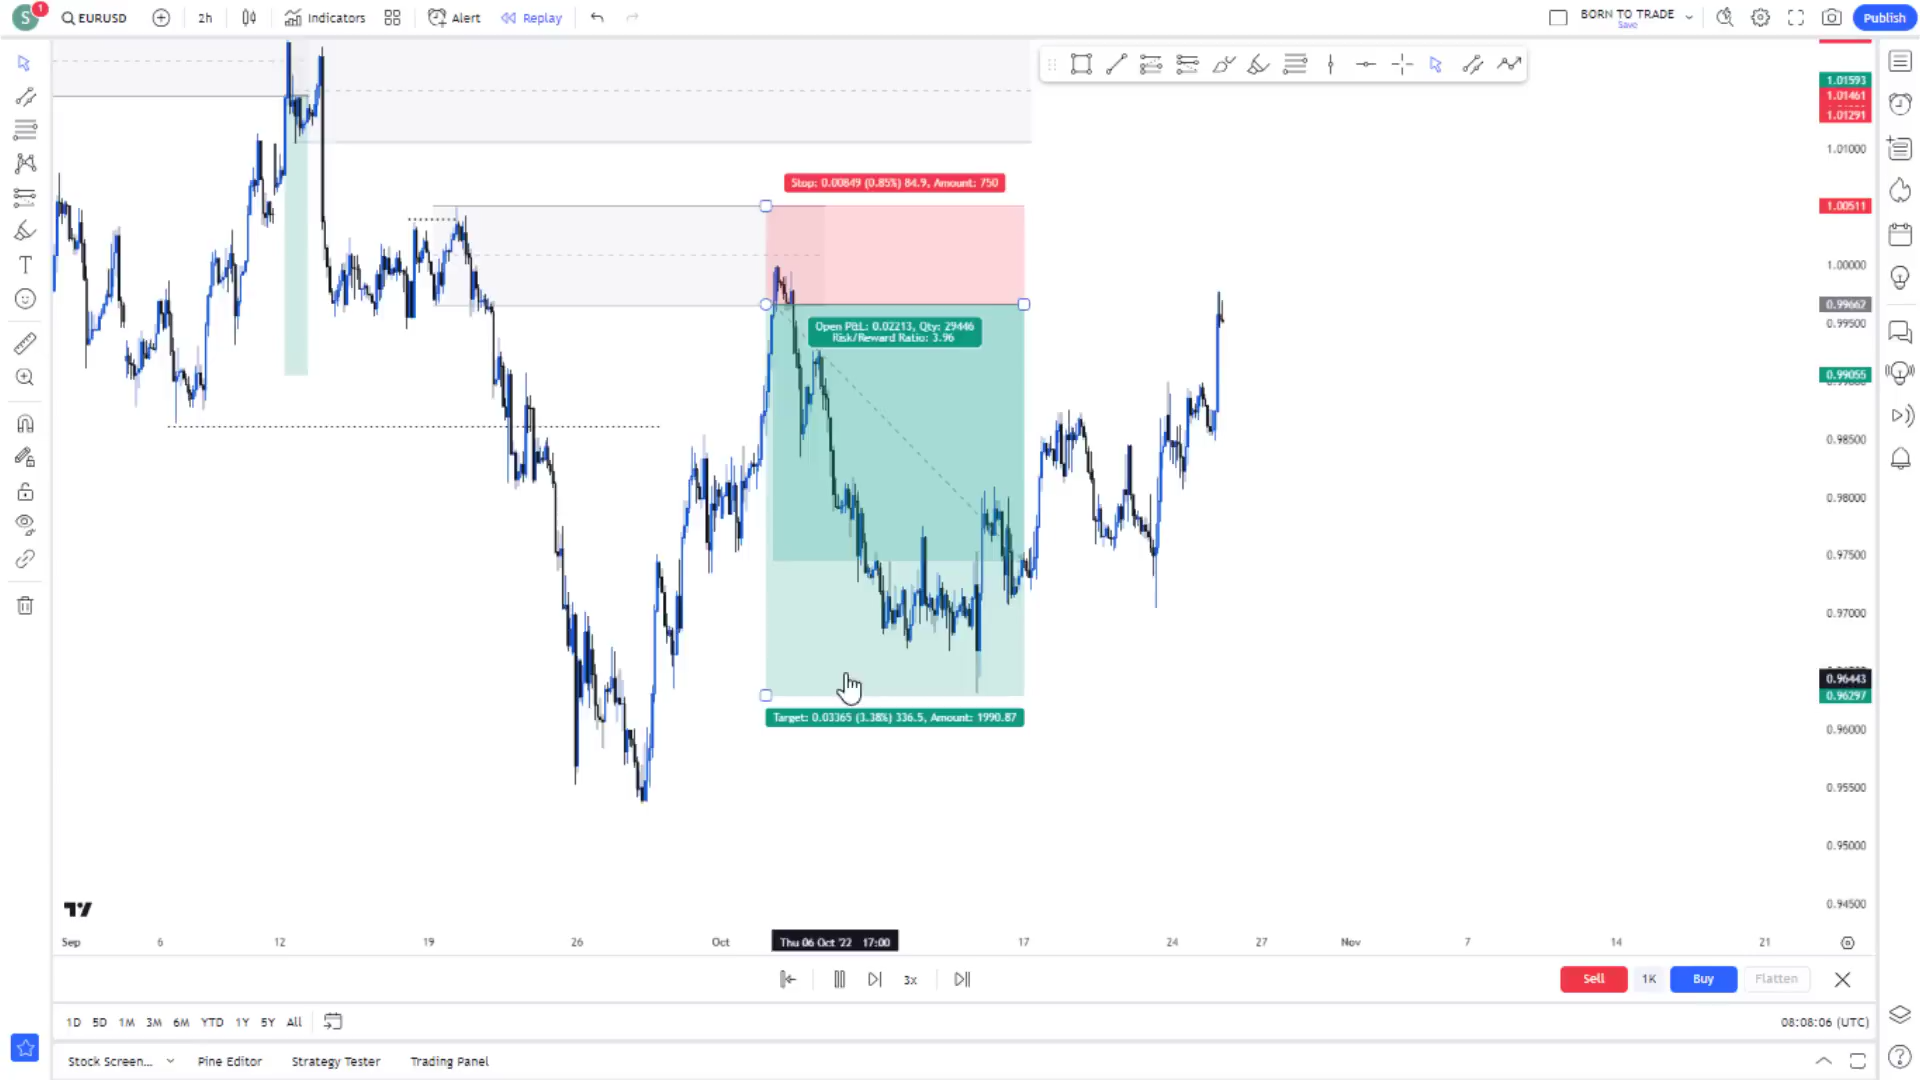 S 1 EURUSD 2h Indicators Alert Replay BORN TO TRADE Save Publish
1.01593
1.01461
1.01291
1.01000
Stop: 0.00849 (0.85%) 84.9, Amount: 750
1.00511
1.00000
0.99662
0.99500
Open P&L: 0.02213, Qty: 29446
Risk/Reward Ratio: 3.96
0.99055
0.98500
0.98000
0.97500
0.97000
0.96443
0.96297
Target: 0.03365 (3.38%) 336.5, Amount: 1990.87
0.96000
0.95500
0.95000
0.94500
Sep 6 12 19 26 Oct Thu 06 Oct '22 17:00 17 24 27 Nov 7 14 21
3x Sell 1K Buy Flatten
1D 5D 1M 3M 6M YTD 1Y 5Y All 08:08:06 (UTC)
Stock Screen... Pine Editor Strategy Tester Trading Panel